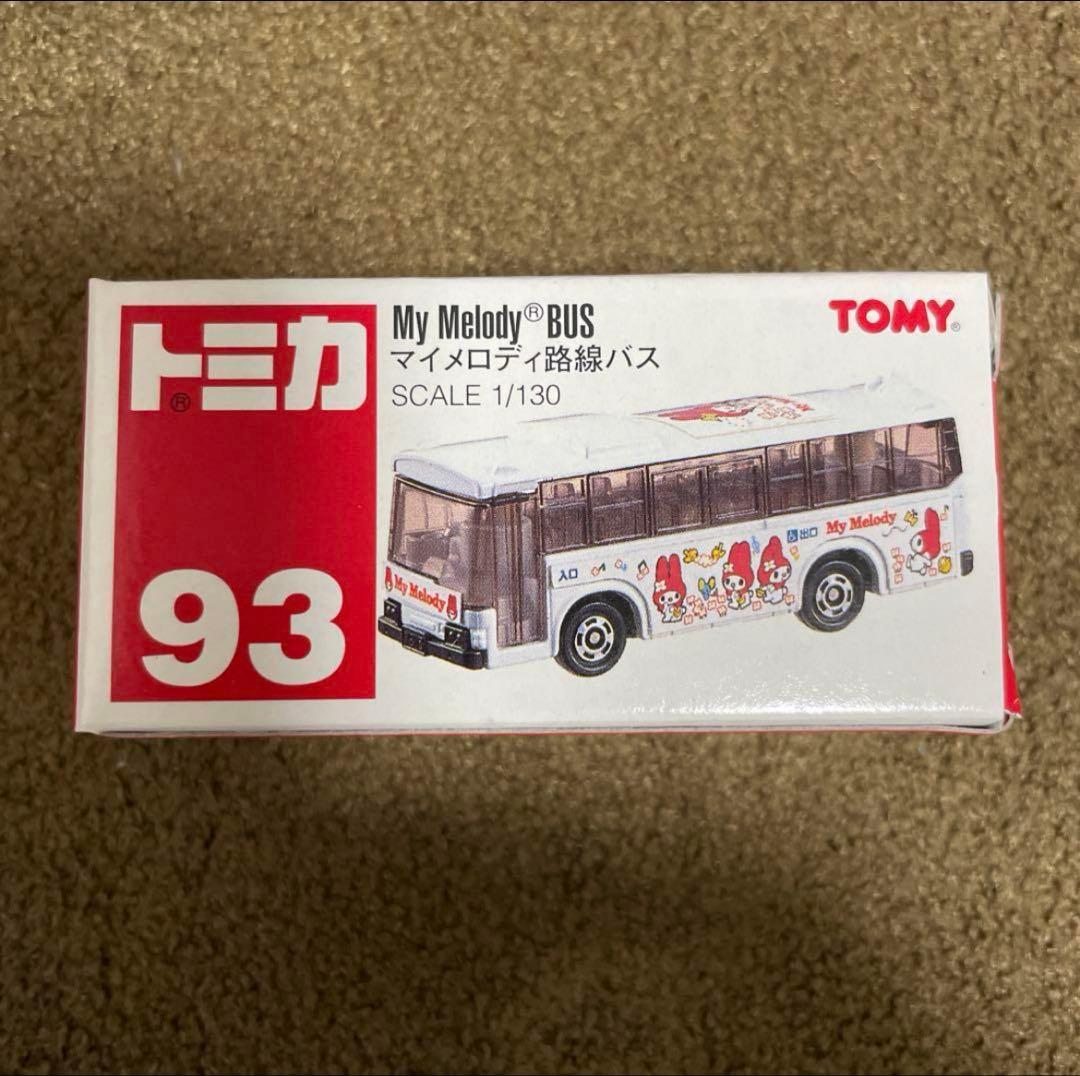 トミカ®
93
My Melody® BUS
マイメロディ路線バス
SCALE 1/130
TOMY®
入口
出口
My Melody
My Melody